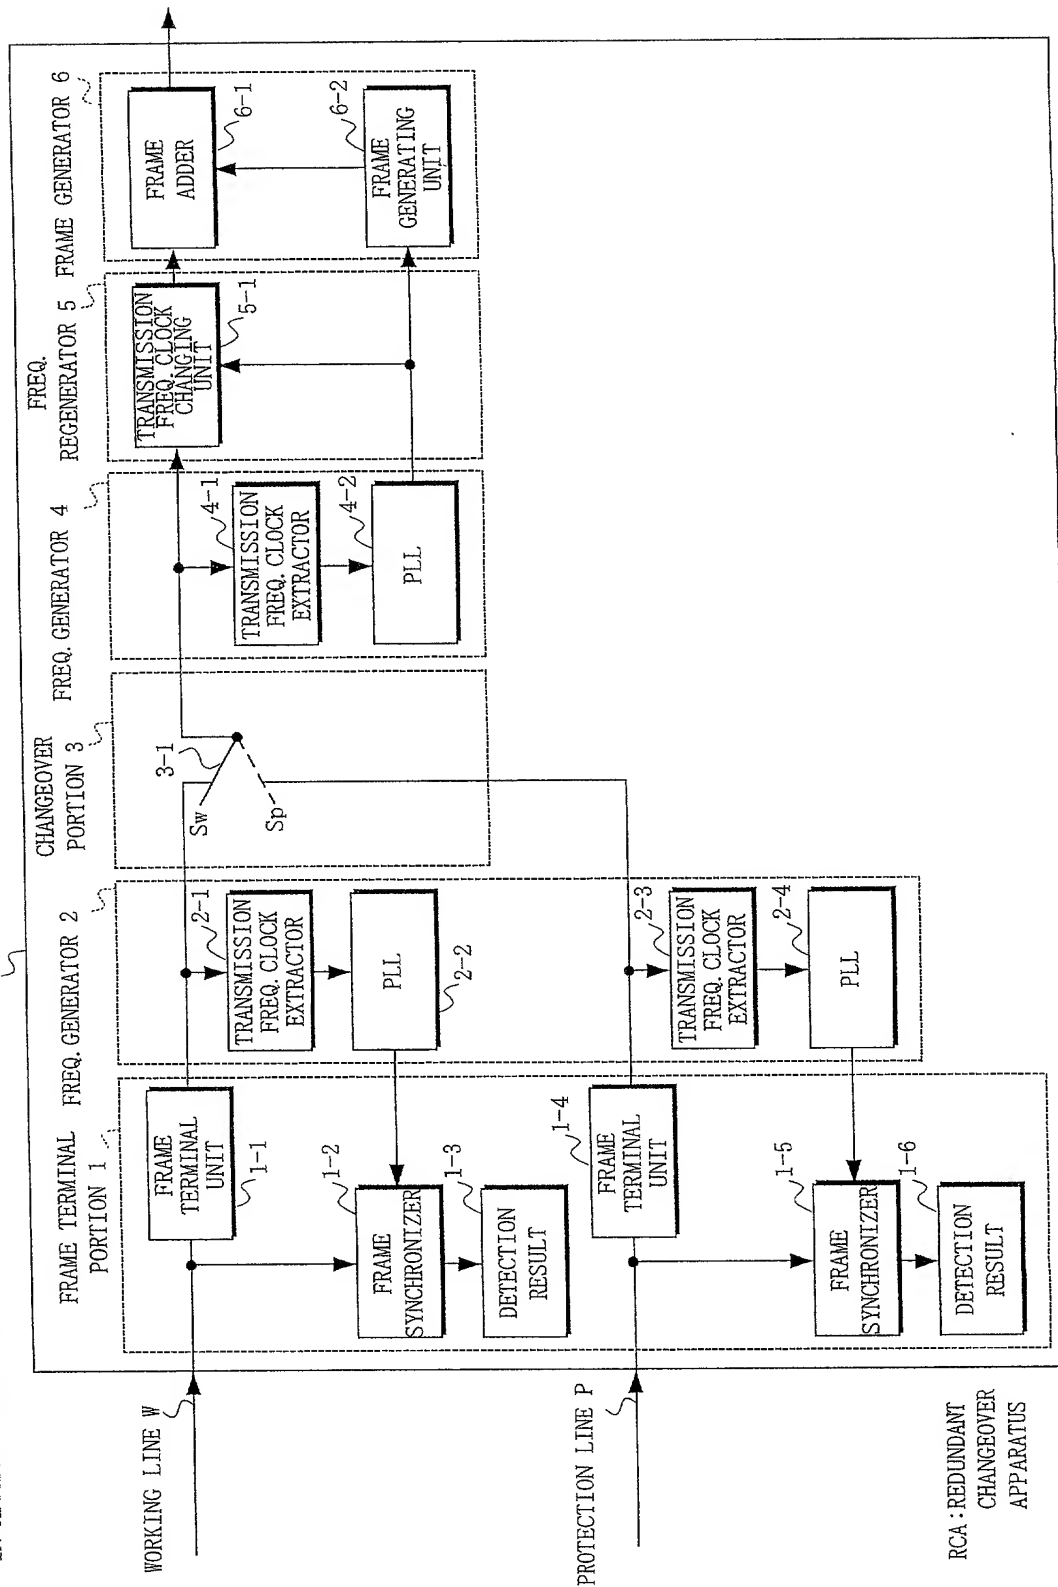 FRAME TERMINAL
PORTION 1
FREQ. GENERATOR 2
CHANGEOVER
PORTION 3
FREQ. GENERATOR 4
FREQ.
REGENERATOR 5
FRAME GENERATOR 6
WORKING LINE W
FRAME
TERMINAL
UNIT
1-1
FRAME
SYNCHRONIZER
1-2
DETECTION
RESULT
1-3
TRANSMISSION
FREQ. CLOCK
EXTRACTOR
2-1
PLL
2-2
Sw
3-1
Sp
TRANSMISSION
FREQ. CLOCK
EXTRACTOR
4-1
PLL
4-2
TRANSMISSION
FREQ. CLOCK
CHANGING
UNIT
5-1
FRAME
ADDER
6-1
FRAME
GENERATING
UNIT
6-2
PROTECTION LINE P
FRAME
TERMINAL
UNIT
1-4
FRAME
SYNCHRONIZER
1-5
DETECTION
RESULT
1-6
TRANSMISSION
FREQ. CLOCK
EXTRACTOR
2-3
PLL
2-4
RCA : REDUNDANT
CHANGEOVER
APPARATUS